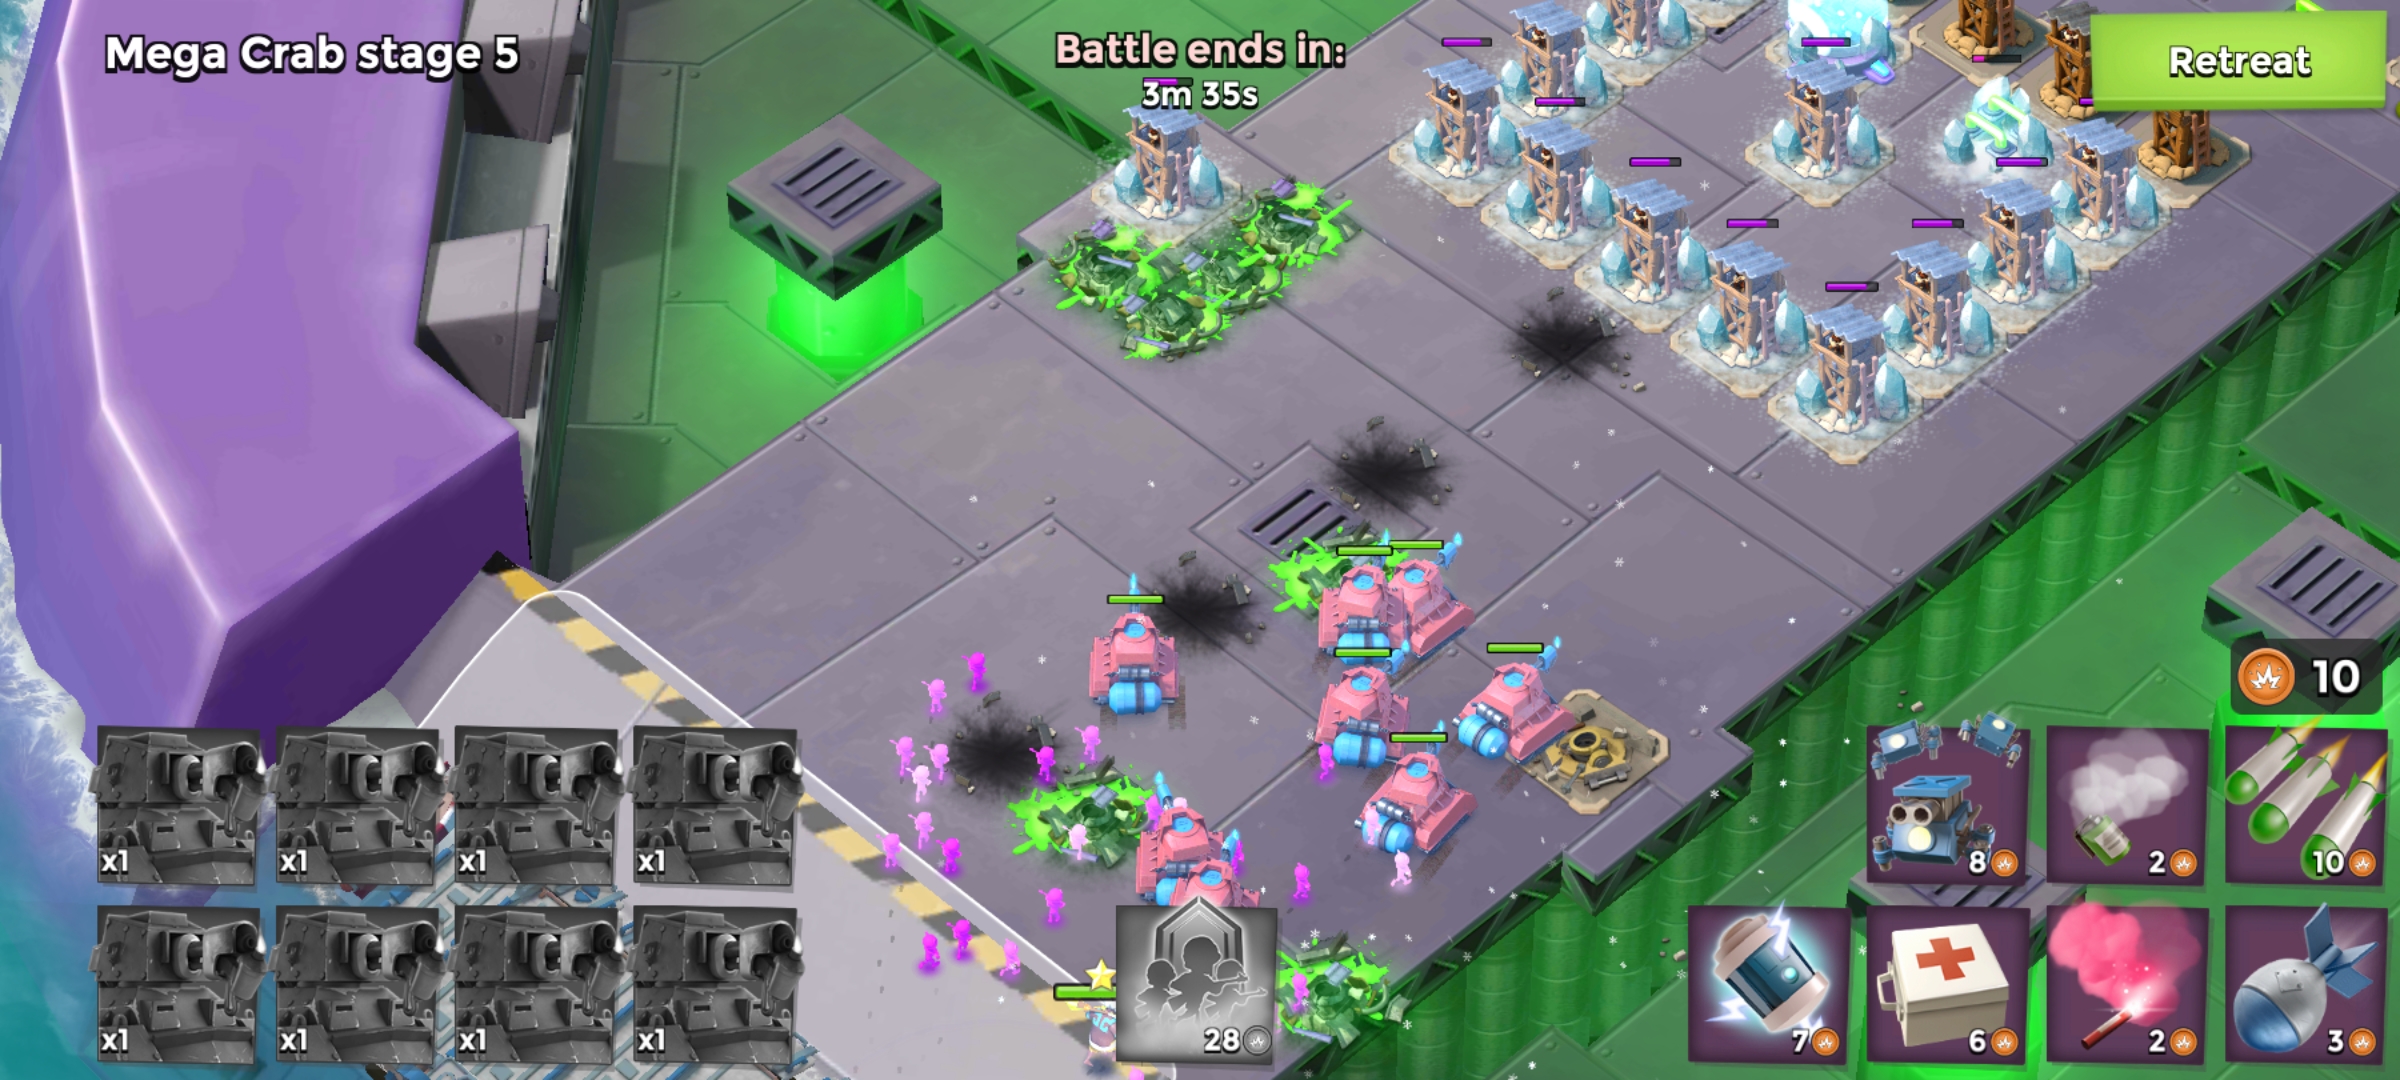 Mega Crab stage 5
Battle ends in:
3m 35s
Retreat
10
8
2
10
x1
x1
x1
x1
7
6
2
3
x1
x1
x1
x1
28